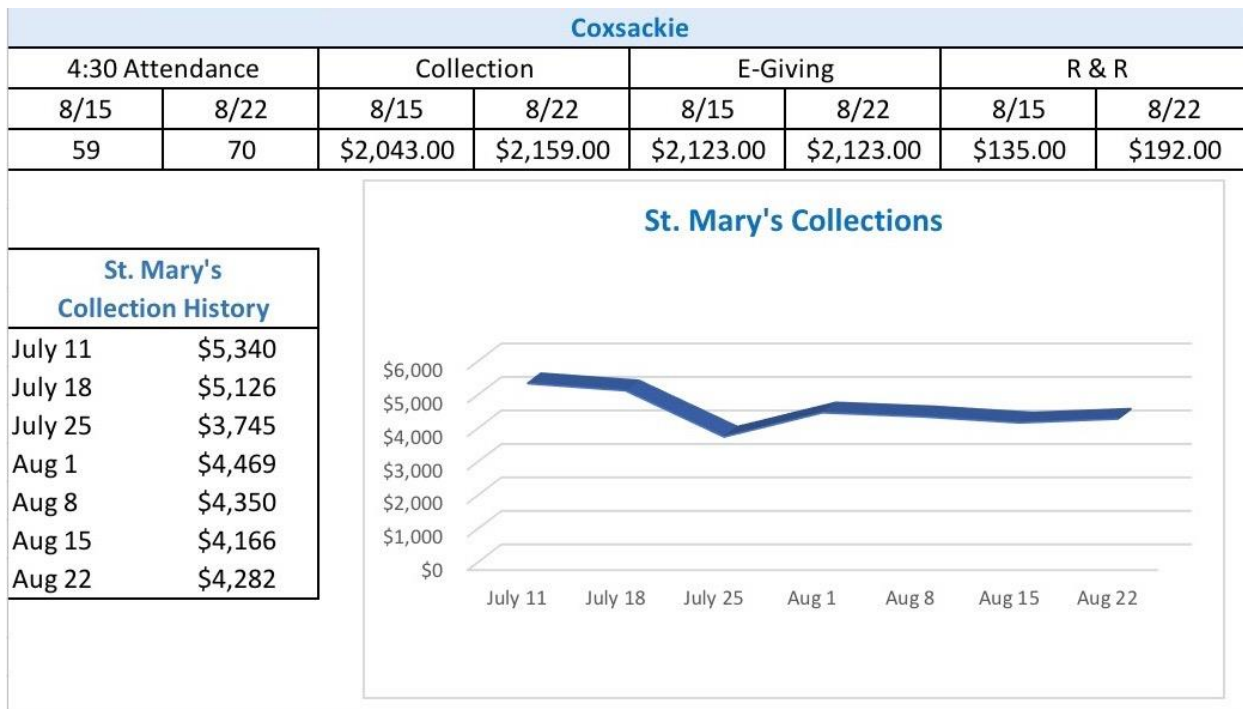 Coxsackie
4:30 Attendance Collection E-Giving R & R
8/15 8/22 8/15 8/22 8/15 8/22 8/15 8/22
59 70 $2,043.00 $2,159.00 $2,123.00 $2,123.00 $135.00 $192.00
St. Mary's
Collection History
July 11 $5,340
July 18 $5,126
July 25 $3,745
Aug 1 $4,469
Aug 8 $4,350
Aug 15 $4,166
Aug 22 $4,282
St. Mary's Collections
$6,000
$5,000
$4,000
$3,000
$2,000
$1,000
$0
July 11 July 18 July 25 Aug 1 Aug 8 Aug 15 Aug 22